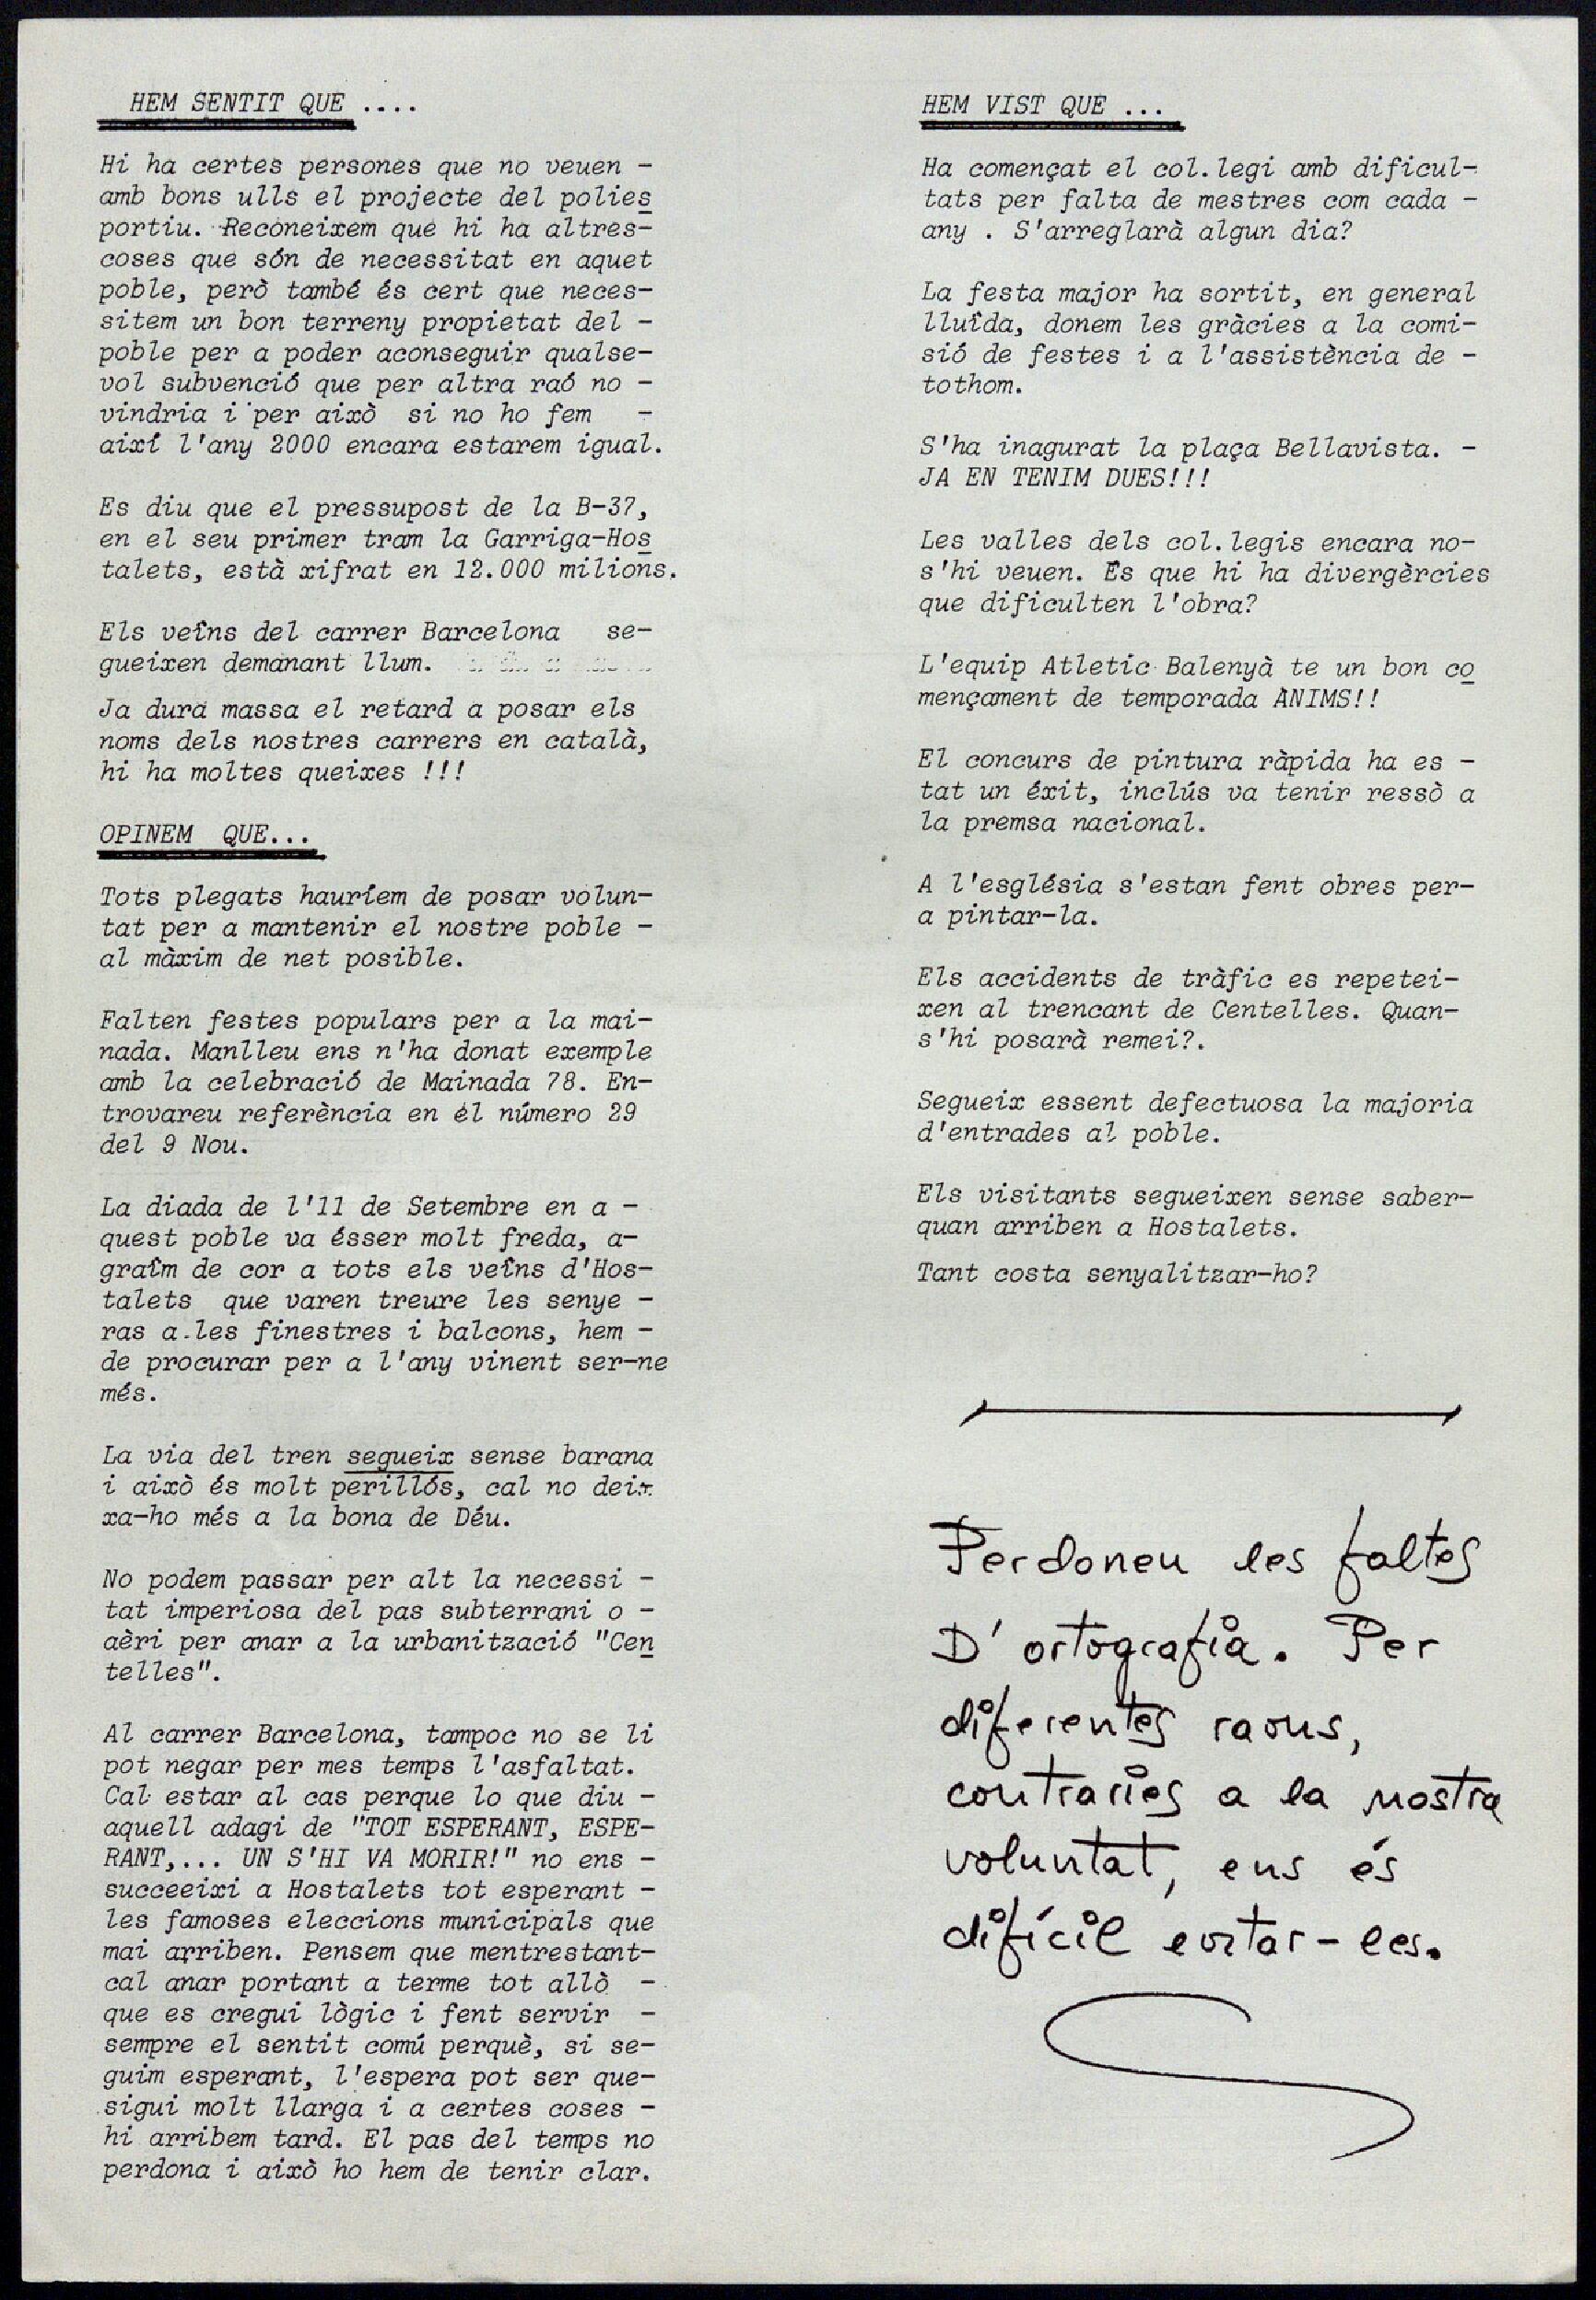 HEM SENTIT QUE ....
Hi ha certes persones que no veuen -
amb bons ulls el projecte del polies
portiu. Reconeixem que hi ha altres-
coses que són de necessitat en aquet
poble, però també és cert que neces-
sitem un bon terreny propietat del -
poble per a poder aconseguir qualse-
vol subvenció que per altra raó no -
vindria i per això si no ho fem -
així l'any 2000 encara estarem igual.
Es diu que el pressupost de la B-37,
en el seu primer tram la Garriga-Hos
talets, està xifrat en 12.000 milions.
Els veîns del carrer Barcelona se-
gueixen demanant llum.
Ja dura massa el retard a posar els
noms dels nostres carrers en català,
hi ha moltes queixes !!!
OPINEM QUE...
Tots plegats hauríem de posar volun-
tat per a mantenir el nostre poble -
al màxim de net posible.
Falten festes populars per a la mai-
nada. Manlleu ens n'ha donat exemple
amb la celebració de Mainada 78. En-
trovareu referència en él número 29
del 9 Nou.
La diada de l'11 de Setembre en a -
quest poble va ésser molt freda, a-
graîm de cor a tots els veîns d'Hos-
talets que varen treure les senye -
ras a les finestres i balcons, hem -
de procurar per a l'any vinent ser-ne
més.
La via del tren segueix sense barana
i això és molt perillós, cal no deix
xa-ho més a la bona de Déu.
No podem passar per alt la necessi -
tat imperiosa del pas subterrani o -
aèri per anar a la urbanització "Cen
telles".
Al carrer Barcelona, tampoc no se li
pot negar per mes temps l'asfaltat.
Cal estar al cas perque lo que diu -
aquell adagi de "TOT ESPERANT, ESPE-
RANT,... UN S'HI VA MORIR!" no ens -
succeeixi a Hostalets tot esperant -
les famoses eleccions municipals que
mai arriben. Pensem que mentrestant-
cal anar portant a terme tot allò -
que es cregui lògic i fent servir -
sempre el sentit comú perquè, si se-
guim esperant, l'espera pot ser que-
sigui molt llarga i a certes coses -
hi arribem tard. El pas del temps no
perdona i això ho hem de tenir clar.
HEM VIST QUE ...
Ha començat el col.legi amb dificul-
tats per falta de mestres com cada -
any . S'arreglarà algun dia?
La festa major ha sortit, en general
lluîda, donem les gràcies a la comi-
sió de festes i a l'assistència de -
tothom.
S'ha inagurat la plaça Bellavista. -
JA EN TENIM DUES!!!
Les valles dels col.legis encara no-
s'hi veuen. És que hi ha divergèrcies
que dificulten l'obra?
L'equip Atletic Balenyà te un bon co
mençament de temporada ÀNIMS!!
El concurs de pintura ràpida ha es -
tat un éxit, inclús va tenir ressò a
la premsa nacional.
A l'església s'estan fent obres per-
a pintar-la.
Els accidents de tràfic es repetei-
xen al trencant de Centelles. Quan-
s'hi posarà remei?.
Segueix essent defectuosa la majoria
d'entrades al poble.
Els visitants segueixen sense saber-
quan arriben a Hostalets.
Tant costa senyalitzar-ho?
Perdoneu les faltes
D'ortografia. Per
diferentes raons,
contraries a la nostra
voluntat, ens és
difícil evitar-les.